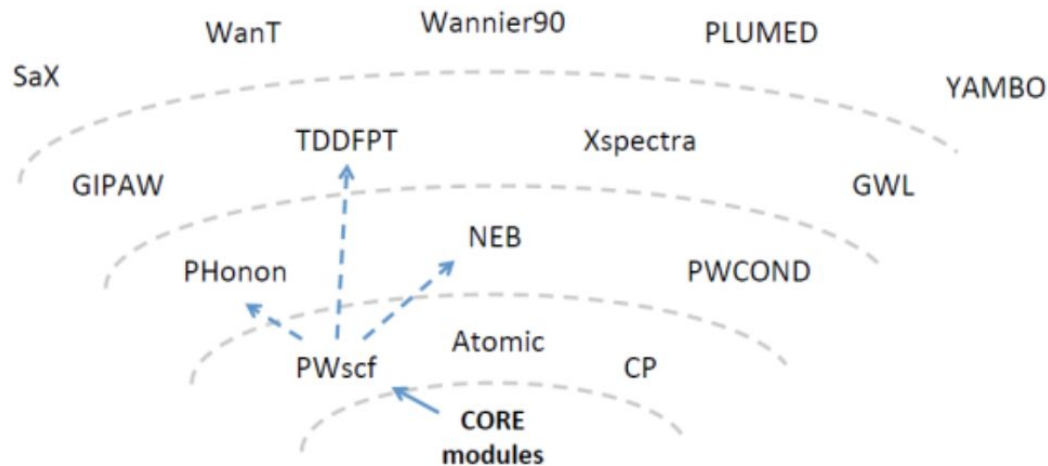 WanT
Wannier90
PLUMED
SaX
YAMBO
TDDFPT
Xspectra
GIPAW
GWL
NEB
PHonon
PWCOND
Atomic
PWscf
CP
CORE
modules